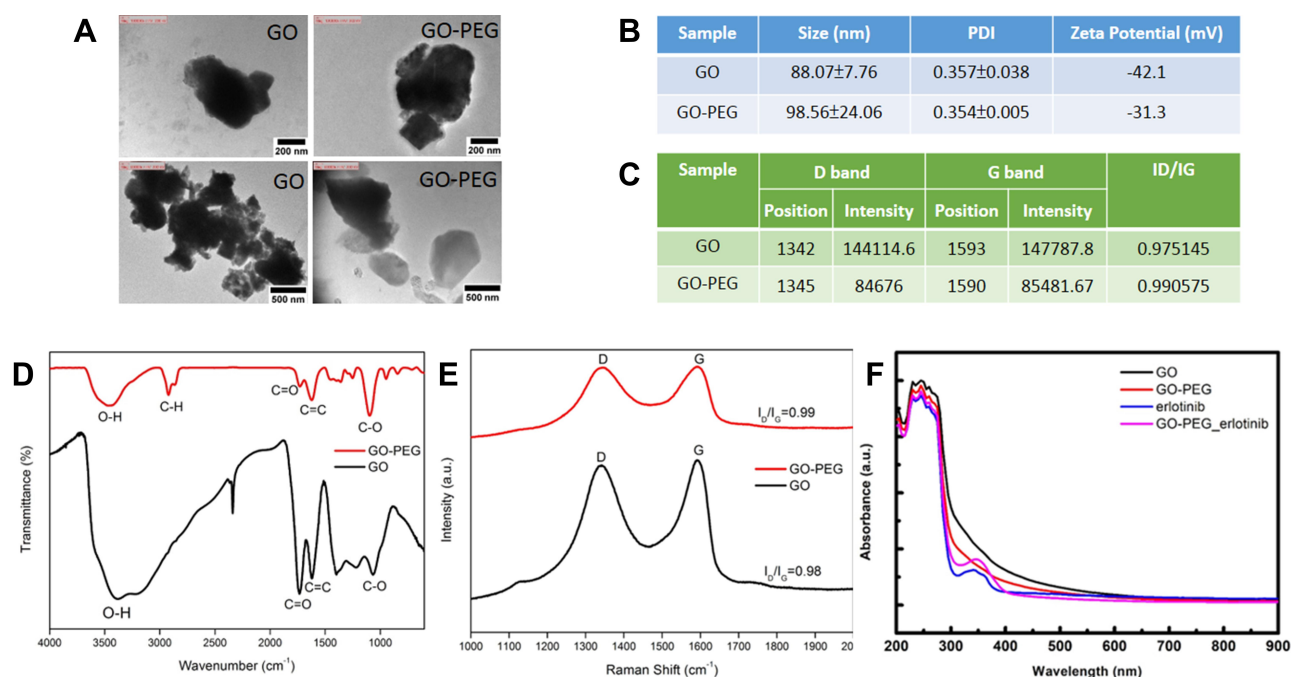 A
GO
GO-PEG
200 nm
200 nm
GO
GO-PEG
500 nm
500 nm
B
Sample Size (nm) PDI Zeta Potential (mV)
GO 88.07±7.76 0.357±0.038 -42.1
GO-PEG 98.56±24.06 0.354±0.005 -31.3
C
Sample D band G band ID/IG
Position Intensity Position Intensity
GO 1342 144114.6 1593 147787.8 0.975145
GO-PEG 1345 84676 1590 85481.67 0.990575
D
O-H
C-H
C=O
C=C
C-O
GO-PEG
GO
O-H
C=O
C=C
C-O
Transmittance (%)
4000 3000 2000 1000
Wavenumber (cm-1)
E
D G
ID/IG=0.99
GO-PEG
GO
D G
ID/IG=0.98
Intensity (a.u.)
1000 1100 1200 1300 1400 1500 1600 1700 1800 1900 20
Raman Shift (cm-1)
F
GO
GO-PEG
erlotinib
GO-PEG_erlotinib
Absorbance (a.u.)
200 300 400 500 600 700 800 900
Wavelength (nm)